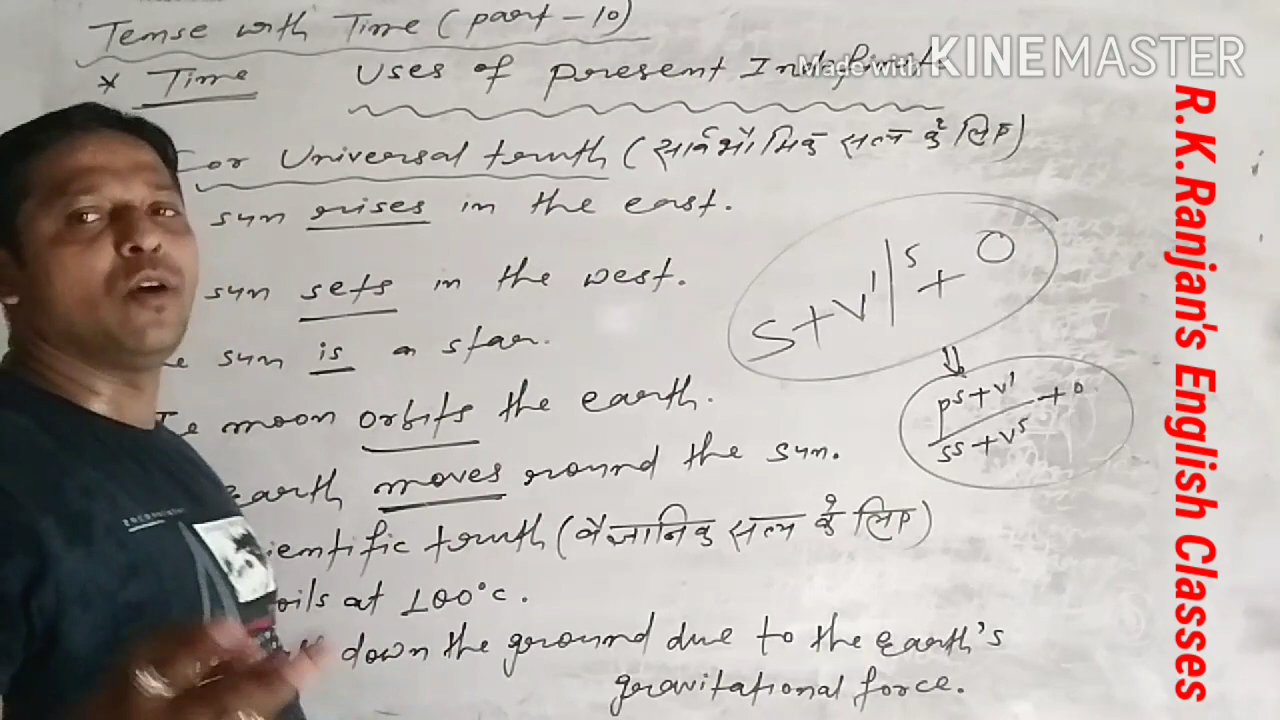 Tense with Time (part-10)
* Time Uses of present Indefinite
Made with KINEMASTER
For Universal truth (सार्वभौमिक सत्य के लिए)
sun rises in the east.
sun sets in the west.
sun is a star.
moon orbits the earth.
earth moves round the sun.
S+V'|s + O
Ps+v' / ss+vs +o
ientific truth (वैज्ञानिक सत्य के लिए)
oils at 100°c.
down the ground due to the earth's
gravitational force.
R.K.Ranjan's English Classes